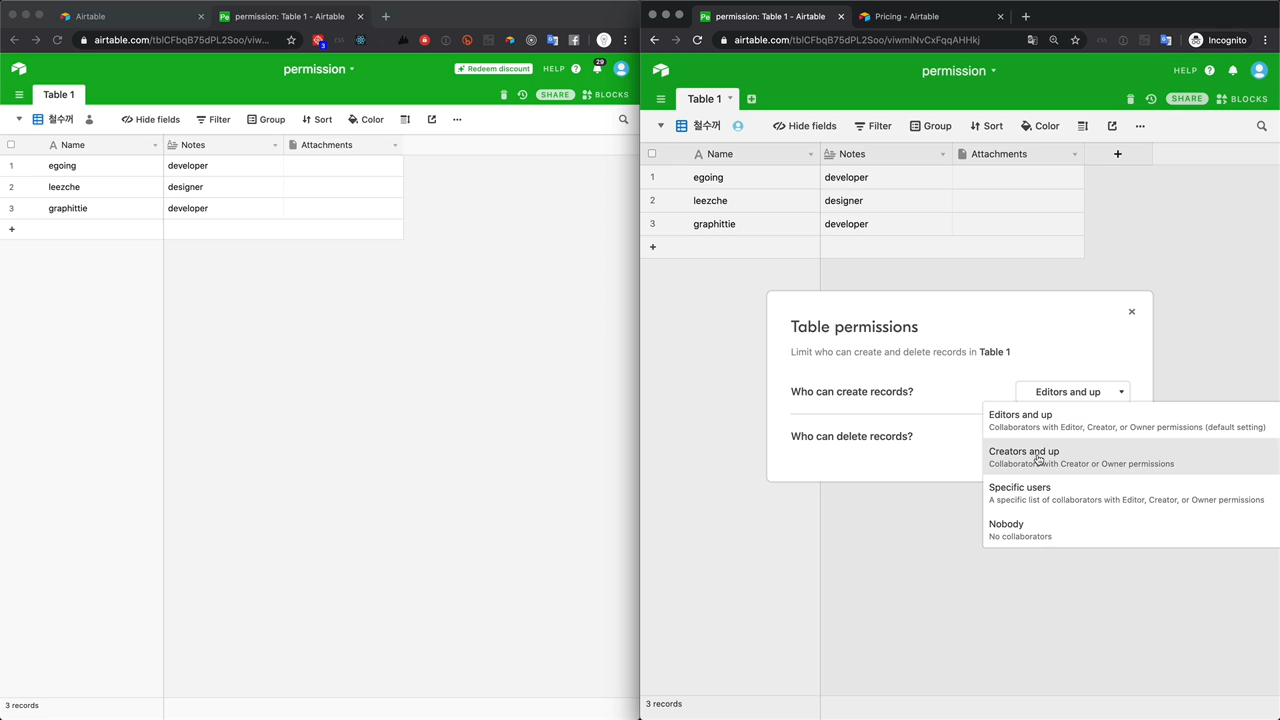 Airtable
permission: Table 1 - Airtable
airtable.com/tblCFbqB75dPL2Soo/viw...
3
Pe
permission
Redeem discount
HELP
29
Table 1
SHARE
BLOCKS
철수꺼
Hide fields
Filter
Group
Sort
Color
Name
Notes
Attachments
1 egoing developer
2 leezche designer
3 graphittie developer
3 records
permission: Table 1 - Airtable
Pricing - Airtable
Pe
airtable.com/tblCFbqB75dPL2Soo/viwmiNvCxFqqAHHkj
Incognito
permission
HELP
Table 1
SHARE
BLOCKS
철수꺼
Hide fields
Filter
Group
Sort
Color
Name
Notes
Attachments
1 egoing developer
2 leezche designer
3 graphittie developer
Table permissions
Limit who can create and delete records in Table 1
Who can create records?
Editors and up
Who can delete records?
Editors and up
Collaborators with Editor, Creator, or Owner permissions (default setting)
Creators and up
Collaborators with Creator or Owner permissions
Specific users
A specific list of collaborators with Editor, Creator, or Owner permissions
Nobody
No collaborators
3 records